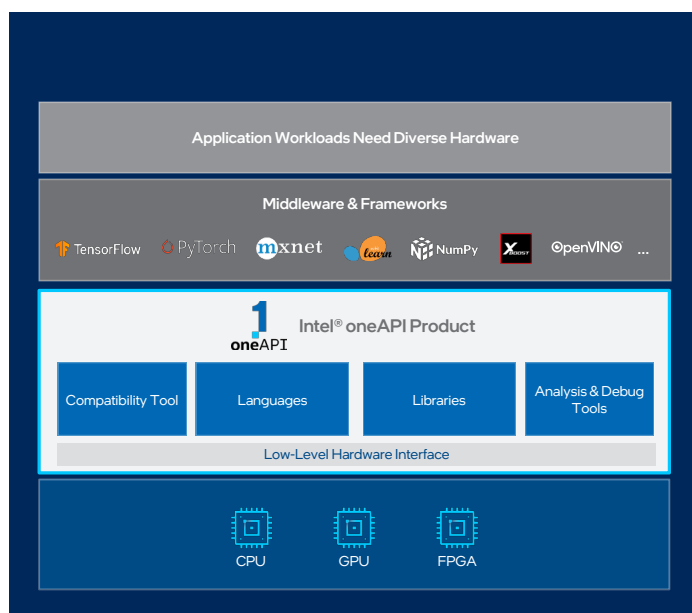 Application Workloads Need Diverse Hardware
Middleware & Frameworks
TensorFlow PyTorch mxnet learn NumPy XBOOST OpenVINO ...
1
oneAPI
Intel® oneAPI Product
Compatibility Tool Languages Libraries Analysis & Debug
Tools
Low-Level Hardware Interface
CPU GPU FPGA